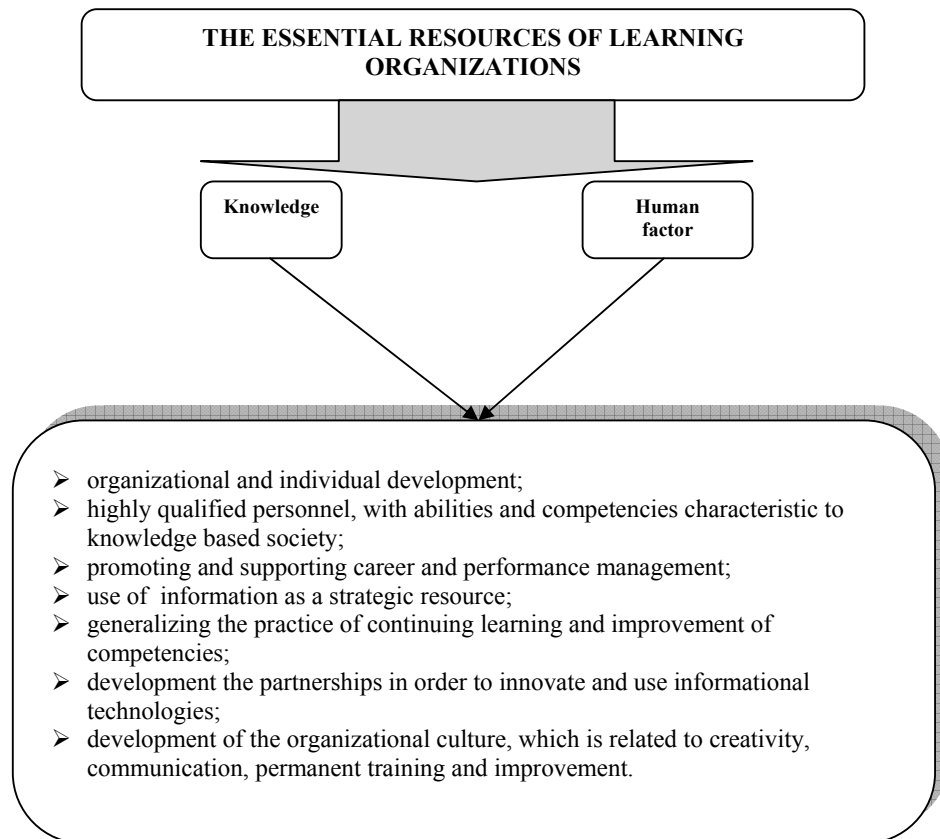 THE ESSENTIAL RESOURCES OF LEARNING
ORGANIZATIONS
Knowledge
Human
factor
➢ organizational and individual development;
➢ highly qualified personnel, with abilities and competencies characteristic to
knowledge based society;
➢ promoting and supporting career and performance management;
➢ use of information as a strategic resource;
➢ generalizing the practice of continuing learning and improvement of
competencies;
➢ development the partnerships in order to innovate and use informational
technologies;
➢ development of the organizational culture, which is related to creativity,
communication, permanent training and improvement.